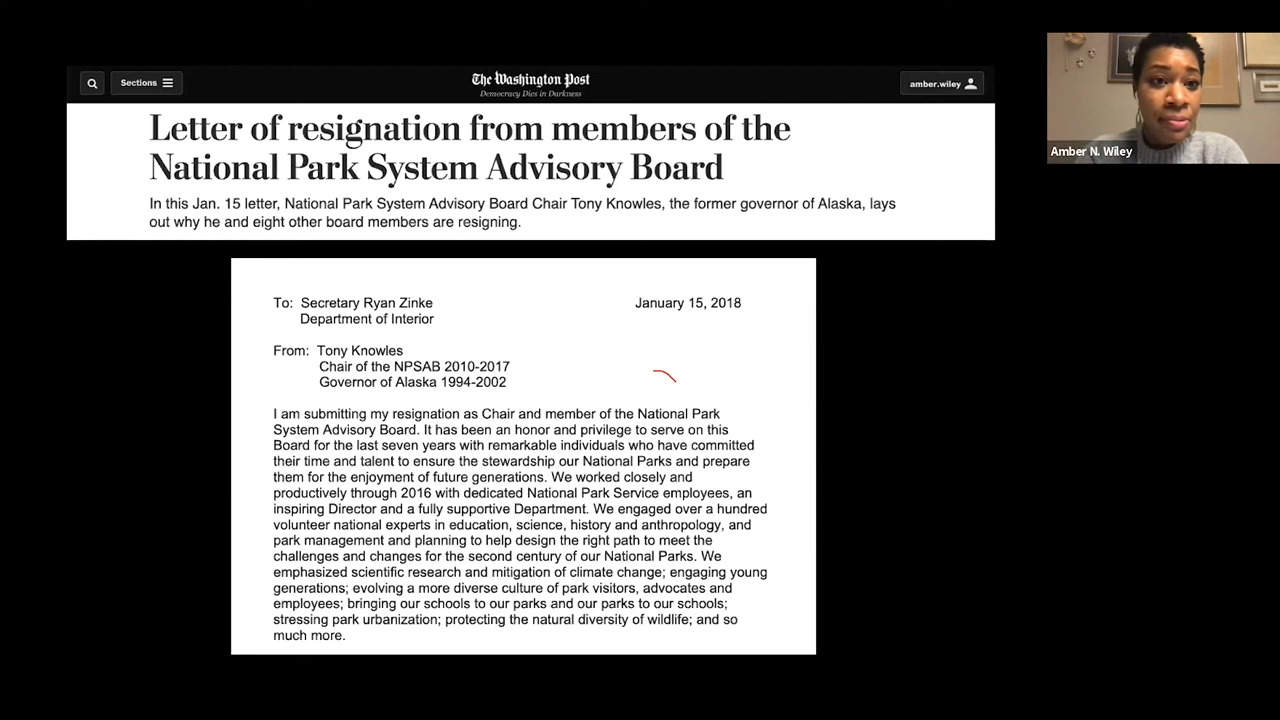 Sections
The Washington Post
Democracy Dies in Darkness
amber.wiley
Letter of resignation from members of the
National Park System Advisory Board
In this Jan. 15 letter, National Park System Advisory Board Chair Tony Knowles, the former governor of Alaska, lays
out why he and eight other board members are resigning.
Amber N. Wiley
To: Secretary Ryan Zinke
January 15, 2018
Department of Interior
From: Tony Knowles
Chair of the NPSAB 2010-2017
Governor of Alaska 1994-2002
I am submitting my resignation as Chair and member of the National Park
System Advisory Board. It has been an honor and privilege to serve on this
Board for the last seven years with remarkable individuals who have committed
their time and talent to ensure the stewardship our National Parks and prepare
them for the enjoyment of future generations. We worked closely and
productively through 2016 with dedicated National Park Service employees, an
inspiring Director and a fully supportive Department. We engaged over a hundred
volunteer national experts in education, science, history and anthropology, and
park management and planning to help design the right path to meet the
challenges and changes for the second century of our National Parks. We
emphasized scientific research and mitigation of climate change; engaging young
generations; evolving a more diverse culture of park visitors, advocates and
employees; bringing our schools to our parks and our parks to our schools;
stressing park urbanization; protecting the natural diversity of wildlife; and so
much more.